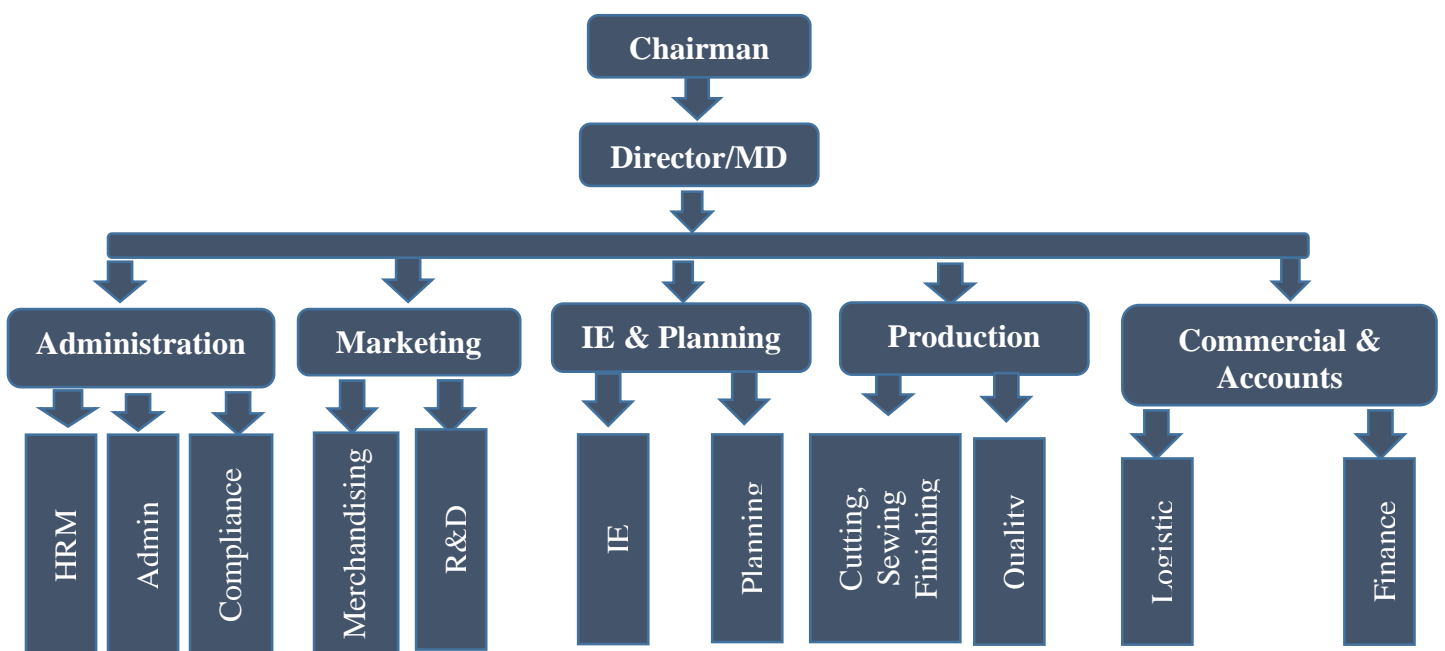 Chairman
Director/MD
Administration
Marketing
IE & Planning
Production
Commercial &
Accounts
HRM
Admin
Compliance
Merchandising
R&D
IE
Planning
Cutting,
Sewing
Finishing
Quality
Logistic
Finance